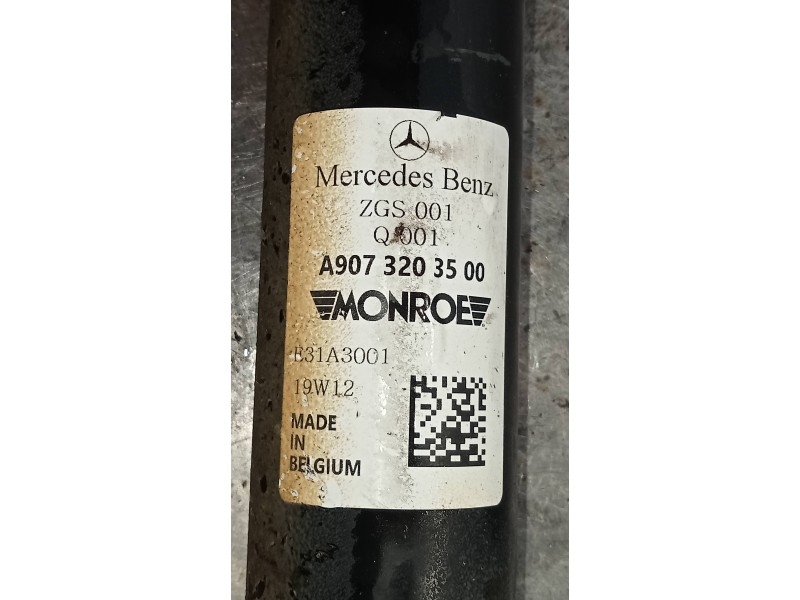 Mercedes Benz
ZGS 001
Q 001
A907 320 35 00
MONROE
E31A3001
19W12
MADE
IN
BELGIUM